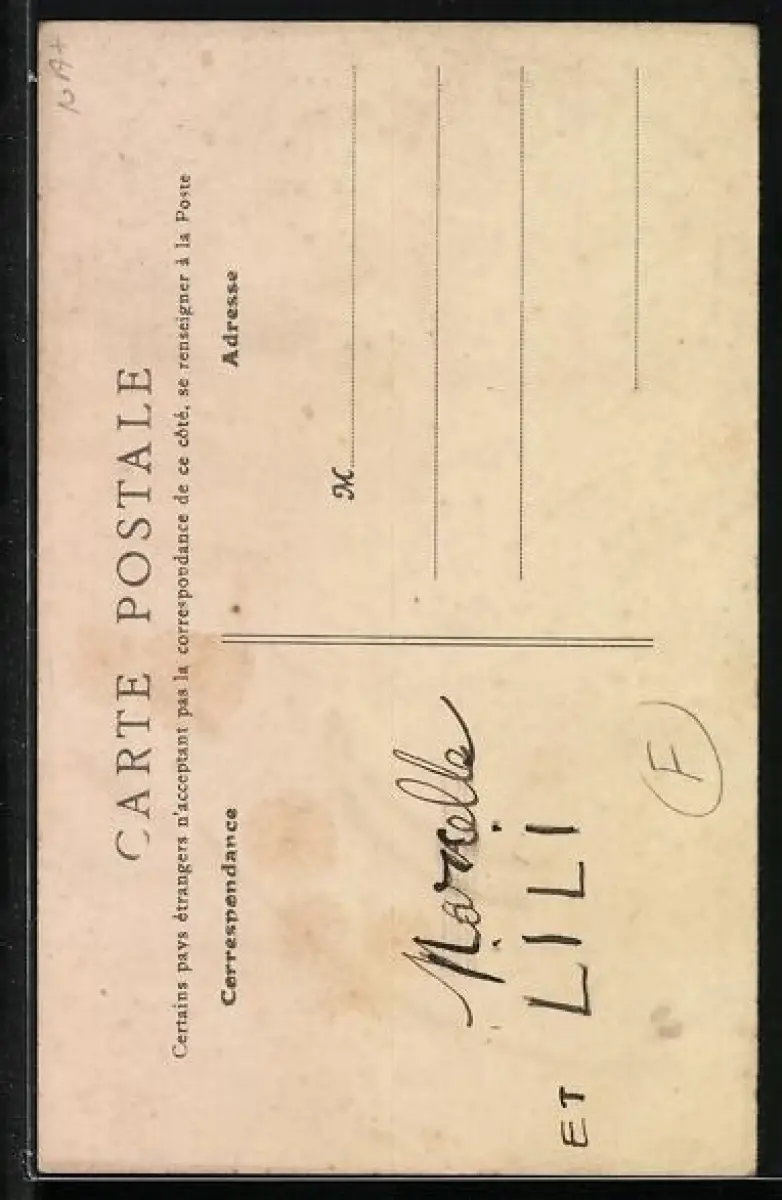 CARTE POSTALE
Certains pays étrangers n'acceptant pas la correspondance de ce côté, se renseigner à la Poste
Correspondance
Adresse
M.
Marcelle
ET LILI
F